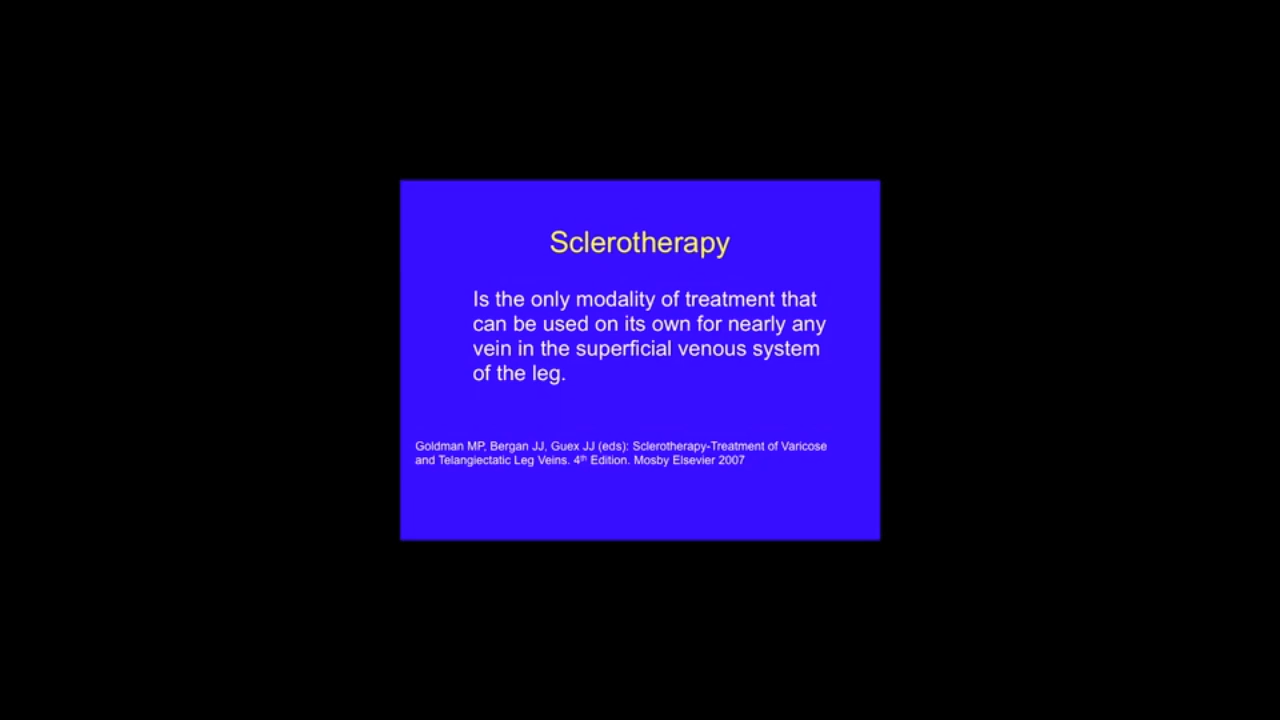 Sclerotherapy
Is the only modality of treatment that
can be used on its own for nearly any
vein in the superficial venous system
of the leg.
Goldman MP, Bergan JJ, Guex JJ (eds): Sclerotherapy-Treatment of Varicose
and Telangiectatic Leg Veins. 4th Edition. Mosby Elsevier 2007